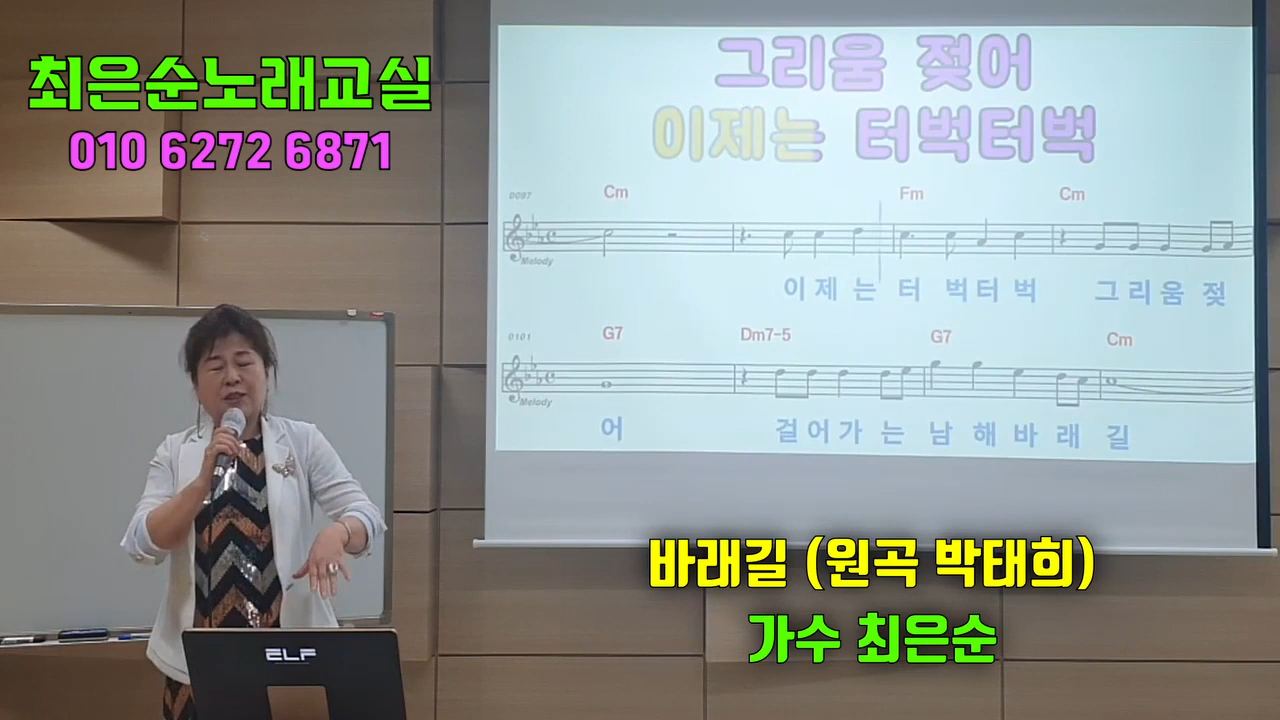 최은순노래교실
010 6272 6871
그리움 젖어
이제는 터벅터벅
0097
Cm Fm Cm
Melody
이제는 터벅터벅 그리움 젖
0101
G7 Dm7-5 G7 Cm
Melody
어 걸어가는 남해바래길
바래길 (원곡 박태희)
가수 최은순
ELF